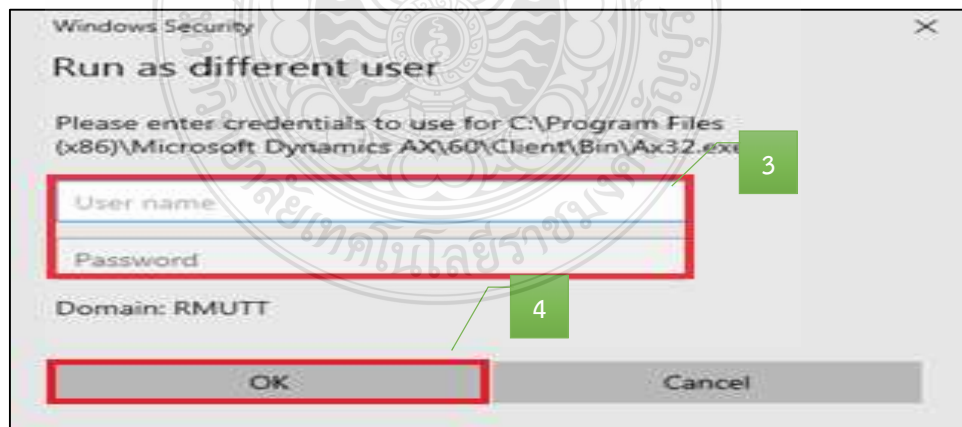 Windows Security
Run as different user
Please enter credentials to use for C:\Program Files
(x86)\Microsoft Dynamics AX\60\Client\Bin\Ax32.exe
3
User name
Password
Domain: RMUTT
4
OK
Cancel